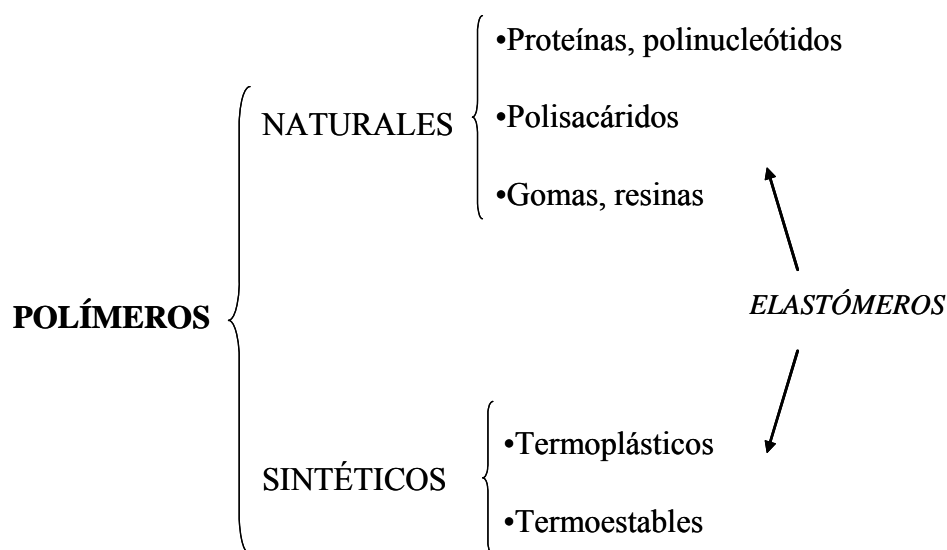 •Proteínas, polinucleótidos
NATURALES
•Polisacáridos
•Gomas, resinas
POLÍMEROS
ELASTÓMEROS
•Termoplásticos
SINTÉTICOS
•Termoestables